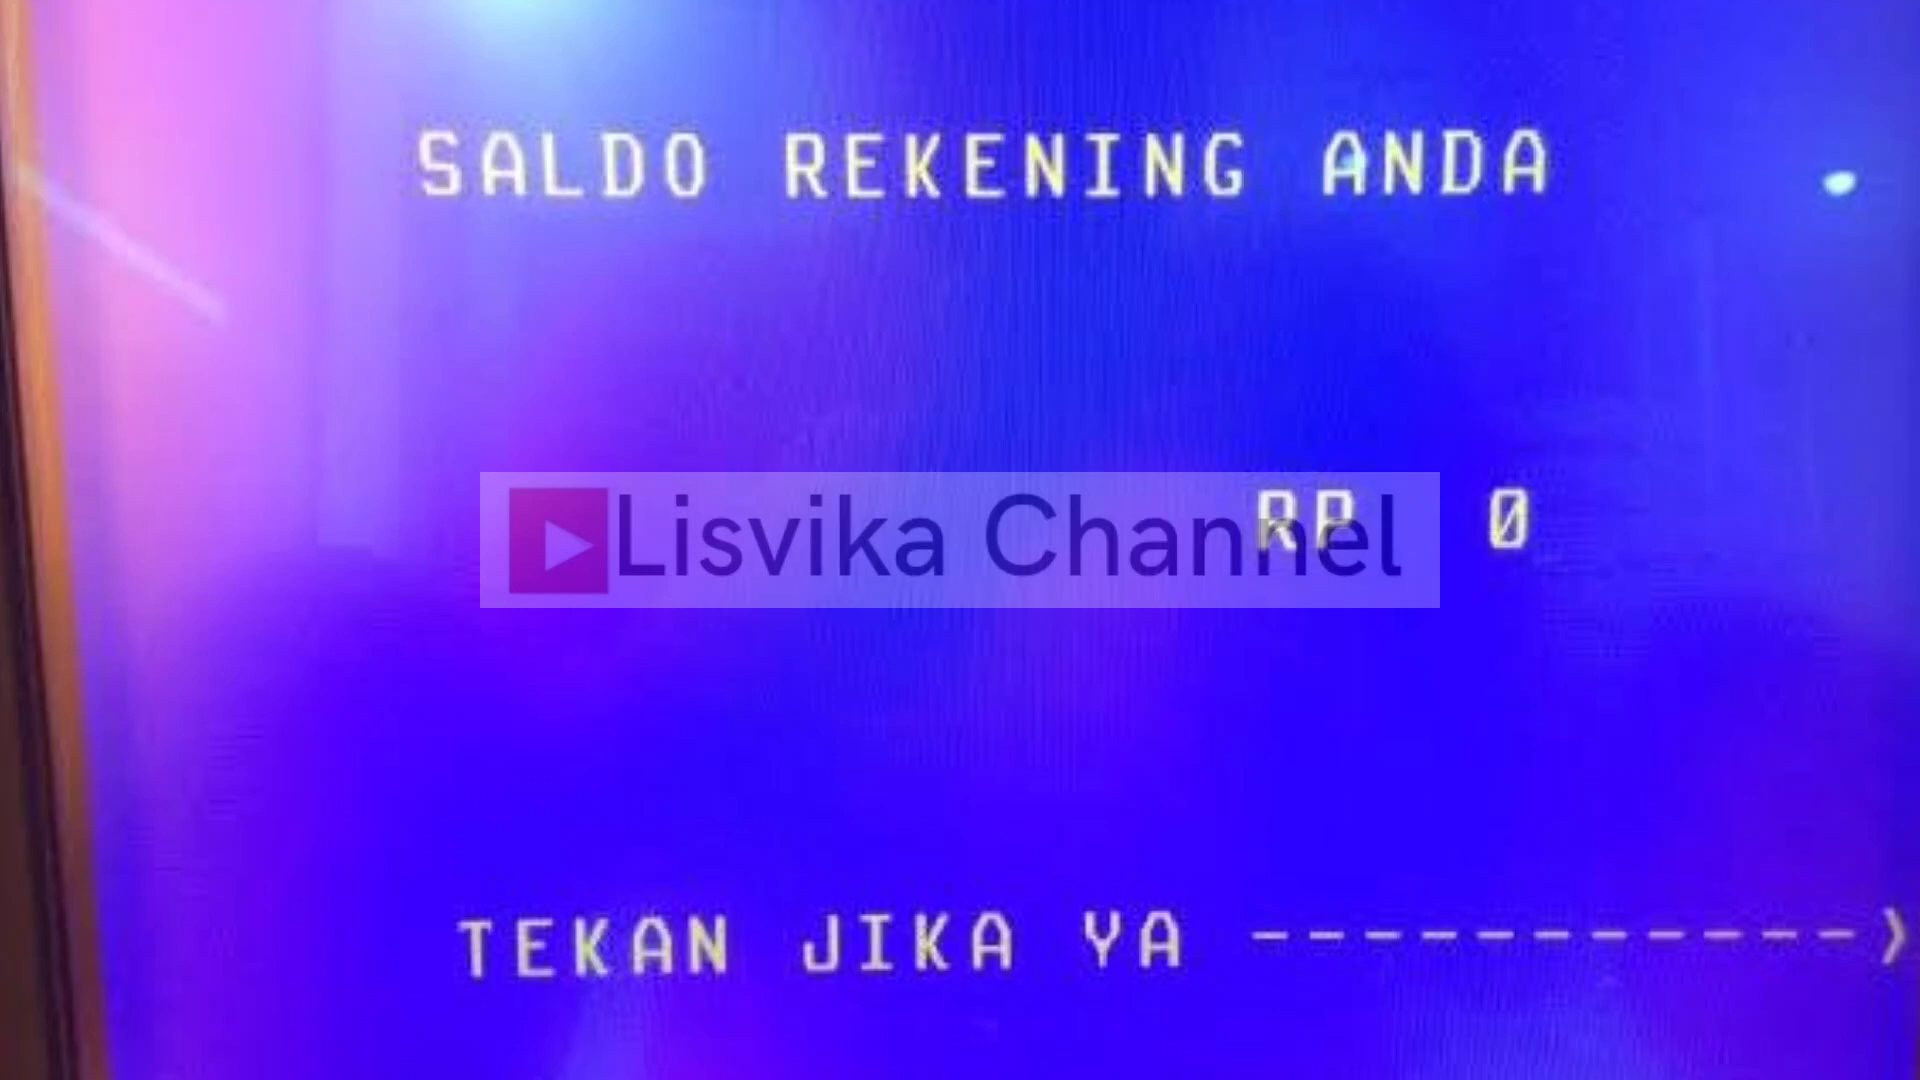 SALDO REKENING ANDA
RP 0
Lisvika Channel
TEKAN JIKA YA ----------->